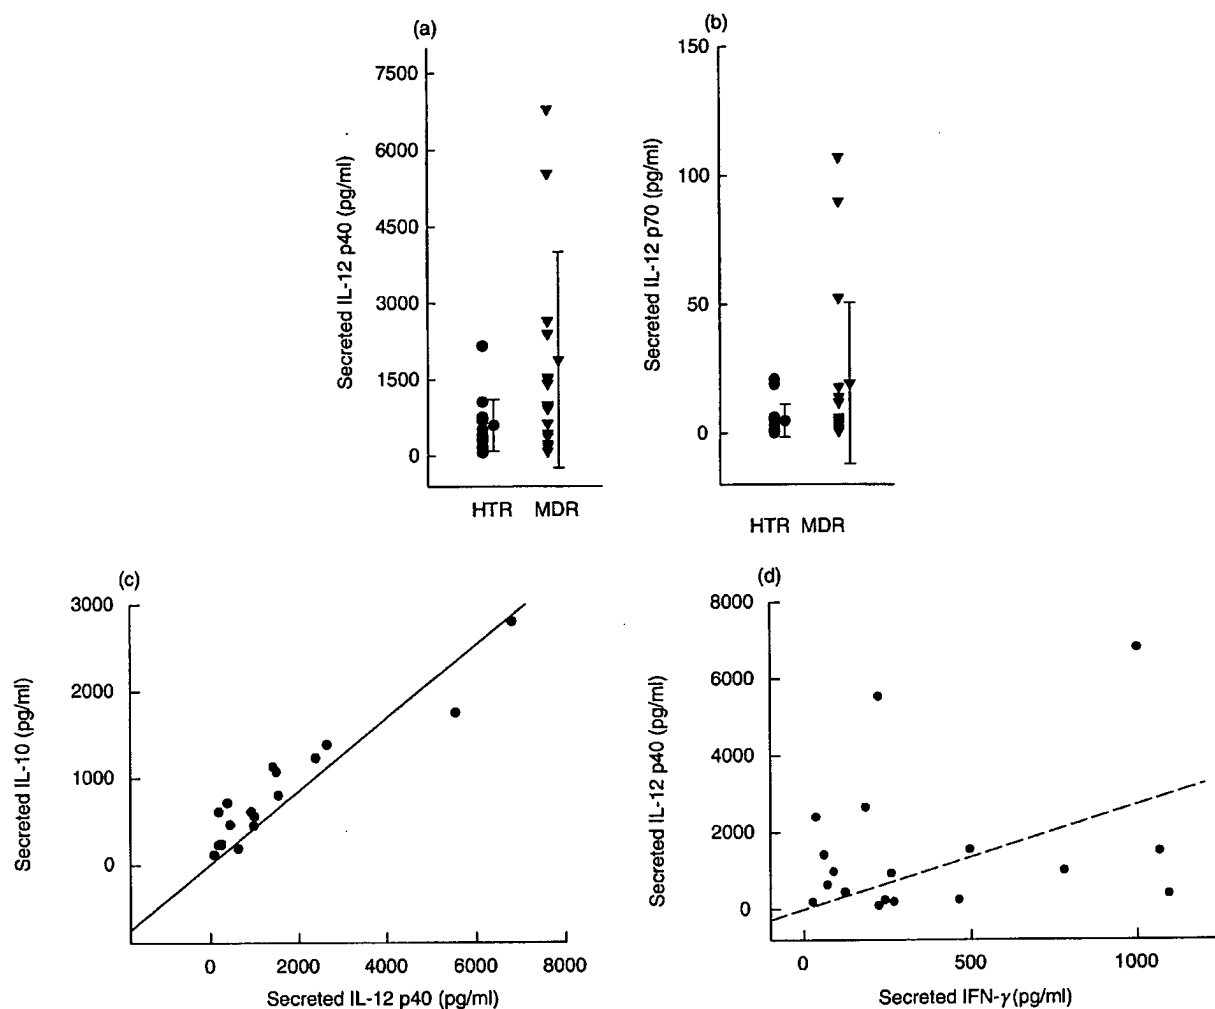 (a)
7500
6000
4500
3000
1500
0
Secreted IL-12 p40 (pg/ml)
HTR MDR
(b)
150
100
50
0
Secreted IL-12 p70 (pg/ml)
HTR MDR
(c)
3000
2000
1000
0
Secreted IL-10 (pg/ml)
0 2000 4000 6000 8000
Secreted IL-12 p40 (pg/ml)
(d)
8000
6000
4000
2000
0
Secreted IL-12 p40 (pg/ml)
0 500 1000
Secreted IFN-γ (pg/ml)